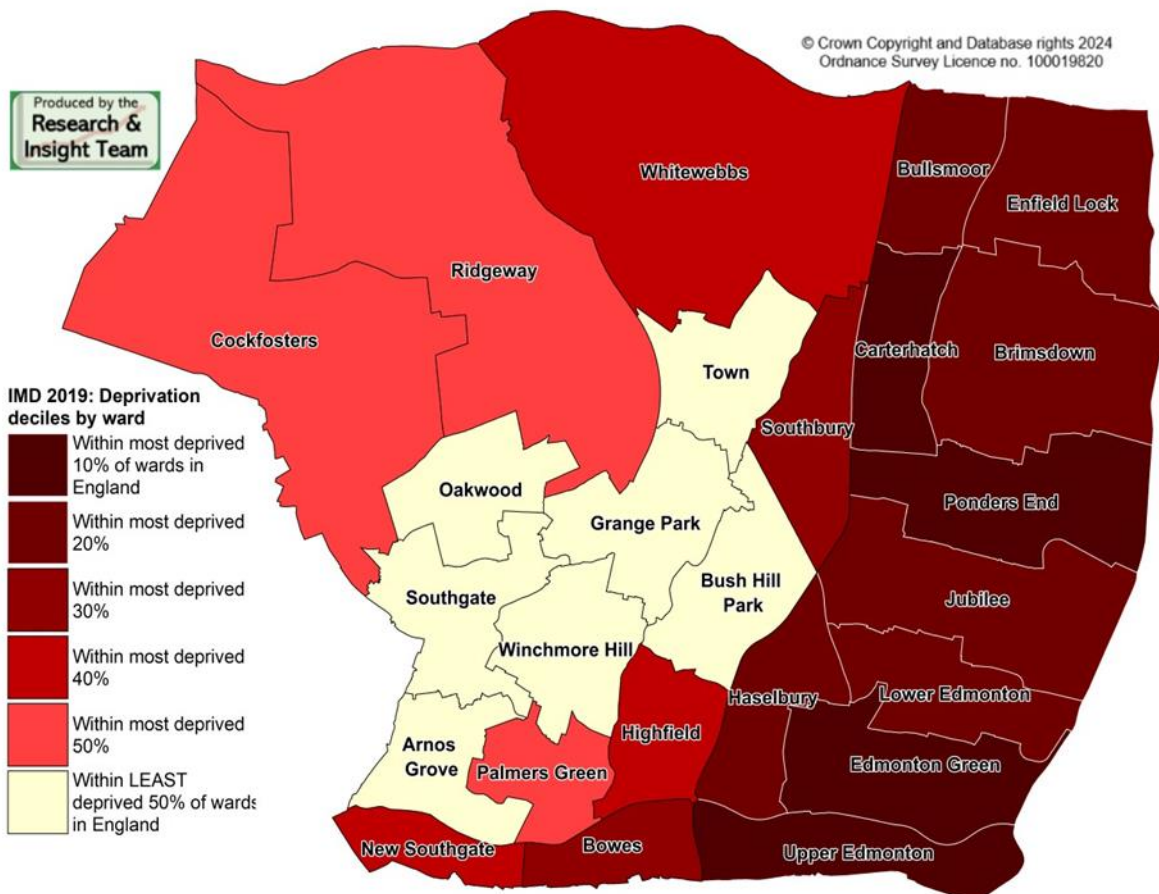 © Crown Copyright and Database rights 2024
Ordnance Survey Licence no. 100019820
Produced by the
Research &
Insight Team
Whitewebbs
Bullsmoor
Enfield Lock
Ridgeway
Cockfosters
Town
Carterhatch
Brimsdown
Southbury
Oakwood
Grange Park
Ponders End
Bush Hill
Park
Southgate
Jubilee
Winchmore Hill
Haselbury
Lower Edmonton
Highfield
Arnos
Grove
Palmers Green
Edmonton Green
New Southgate
Bowes
Upper Edmonton
IMD 2019: Deprivation
deciles by ward
Within most deprived
10% of wards in
England
Within most deprived
20%
Within most deprived
30%
Within most deprived
40%
Within most deprived
50%
Within LEAST
deprived 50% of wards
in England